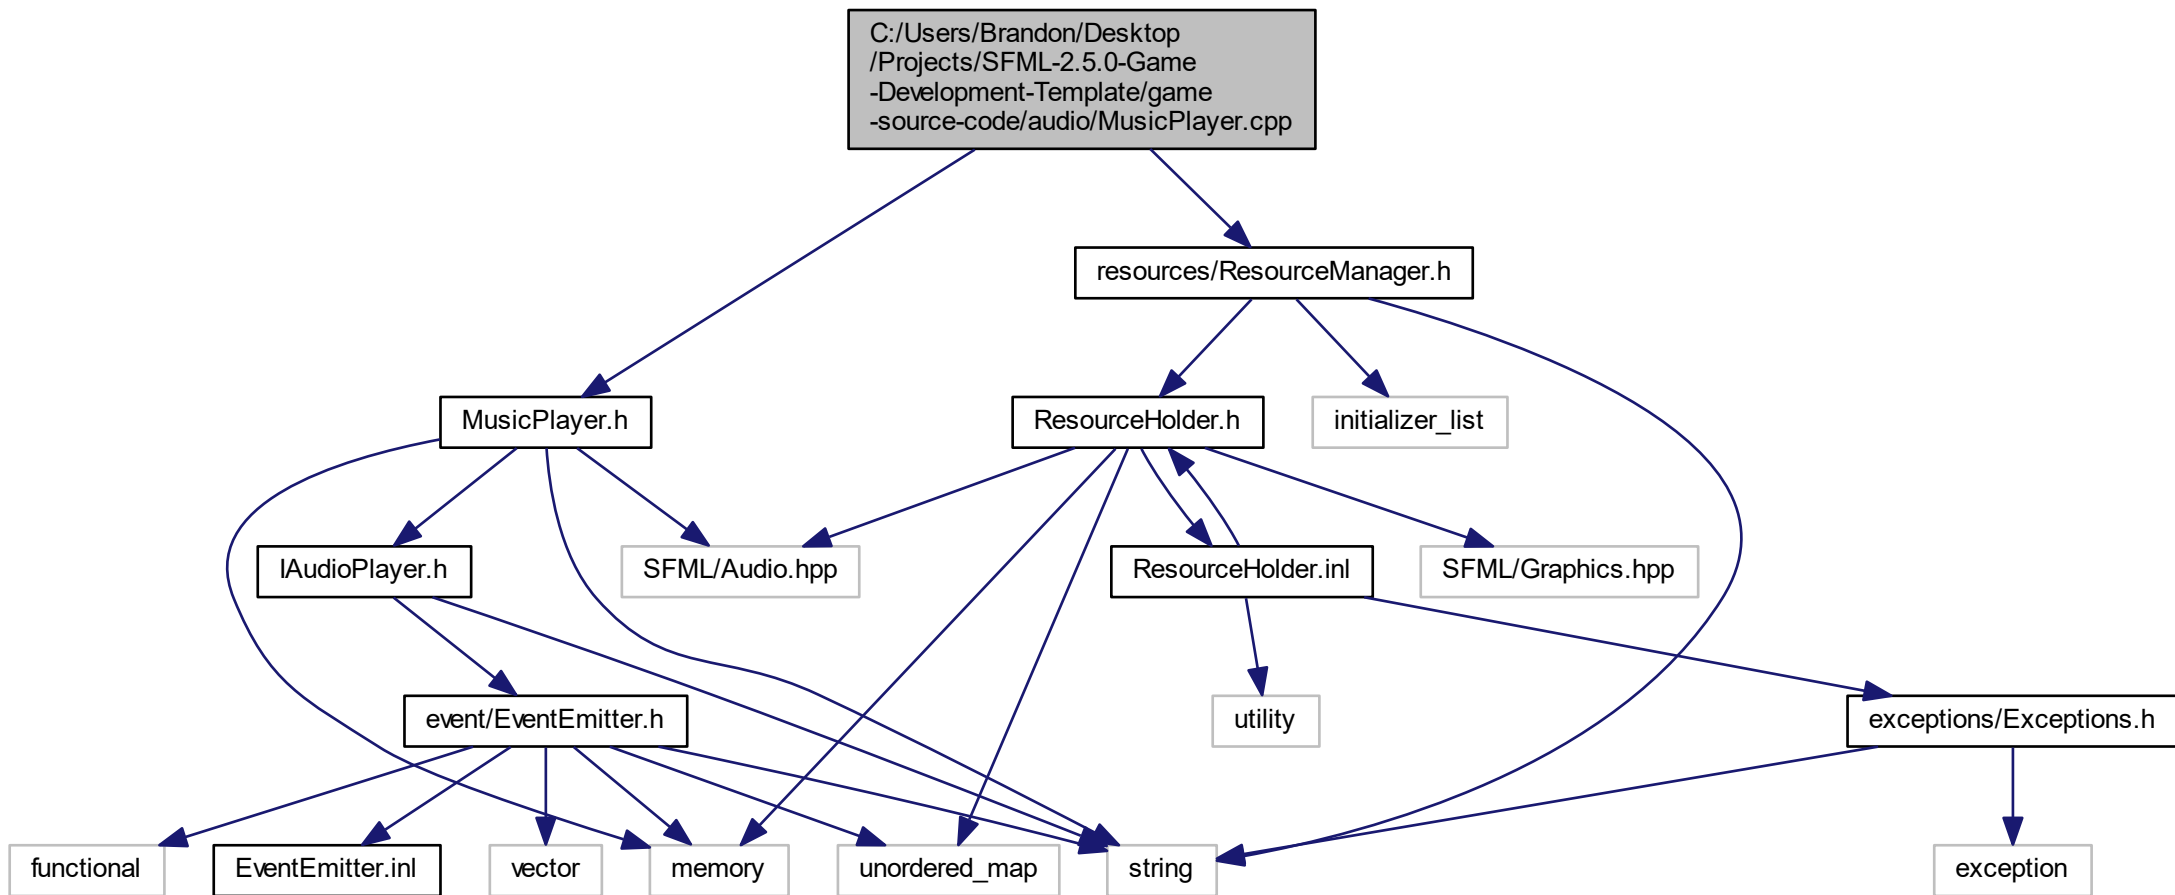 C:/Users/Brandon/Desktop
/Projects/SFML-2.5.0-Game
-Development-Template/game
-source-code/audio/MusicPlayer.cpp
resources/ResourceManager.h
MusicPlayer.h
ResourceHolder.h
initializer_list
IAudioPlayer.h
SFML/Audio.hpp
ResourceHolder.inl
SFML/Graphics.hpp
event/EventEmitter.h
utility
exceptions/Exceptions.h
functional
EventEmitter.inl
vector
memory
unordered_map
string
exception